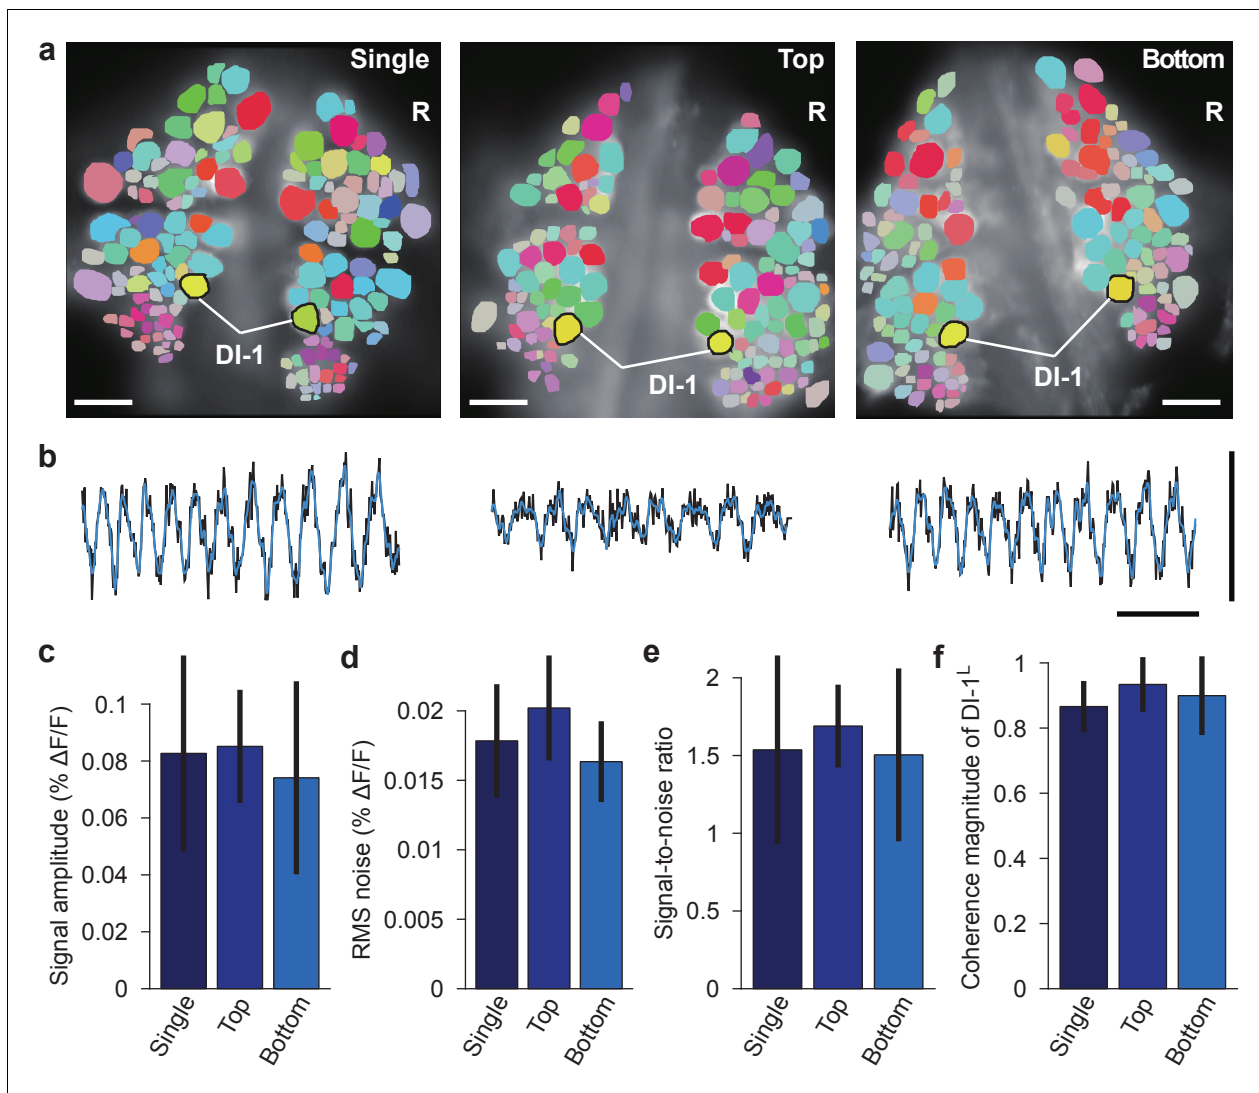 a
Single
R
DI-1
Top
R
DI-1
Bottom
R
DI-1
b
c
Signal amplitude (% ΔF/F)
0.1
0.08
0.06
0.04
0.02
0
Single
Top
Bottom
d
RMS noise (% ΔF/F)
0.02
0.015
0.01
0.005
0
Single
Top
Bottom
e
Signal-to-noise ratio
2
1.5
1
0.5
0
Single
Top
Bottom
f
Coherence magnitude of DI-1ᴸ
1
0.8
0.6
0.4
0.2
0
Single
Top
Bottom